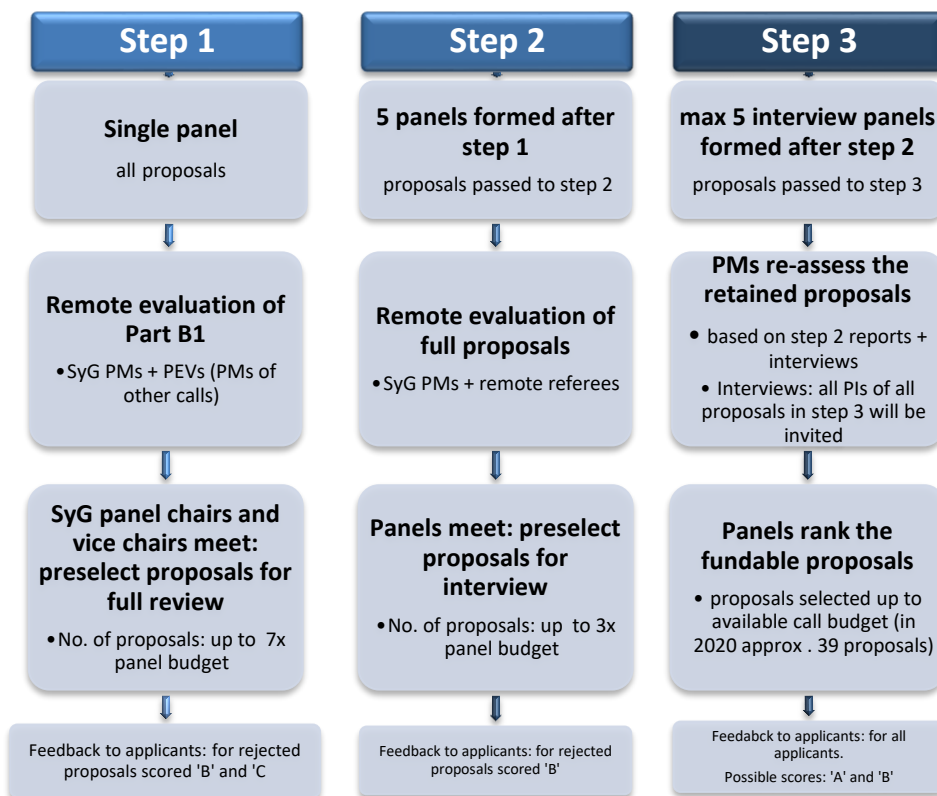 Step 1
Single panel
all proposals
Remote evaluation of
Part B1
•SyG PMs + PEVs (PMs of
other calls)
SyG panel chairs and
vice chairs meet:
preselect proposals for
full review
•No. of proposals: up to 7x
panel budget
Feedback to applicants: for rejected
proposals scored 'B' and 'C
Step 2
5 panels formed after
step 1
proposals passed to step 2
Remote evaluation of
full proposals
•SyG PMs + remote referees
Panels meet: preselect
proposals for
interview
•No. of proposals: up to 3x
panel budget
Feedback to applicants: for rejected
proposals scored 'B'
Step 3
max 5 interview panels
formed after step 2
proposals passed to step 3
PMs re-assess the
retained proposals
• based on step 2 reports +
interviews
• Interviews: all PIs of all
proposals in step 3 will be
invited
Panels rank the
fundable proposals
• proposals selected up to
available call budget (in
2020 approx . 39 proposals)
Feedabck to applicants: for all
applicants.
Possible scores: 'A' and 'B'